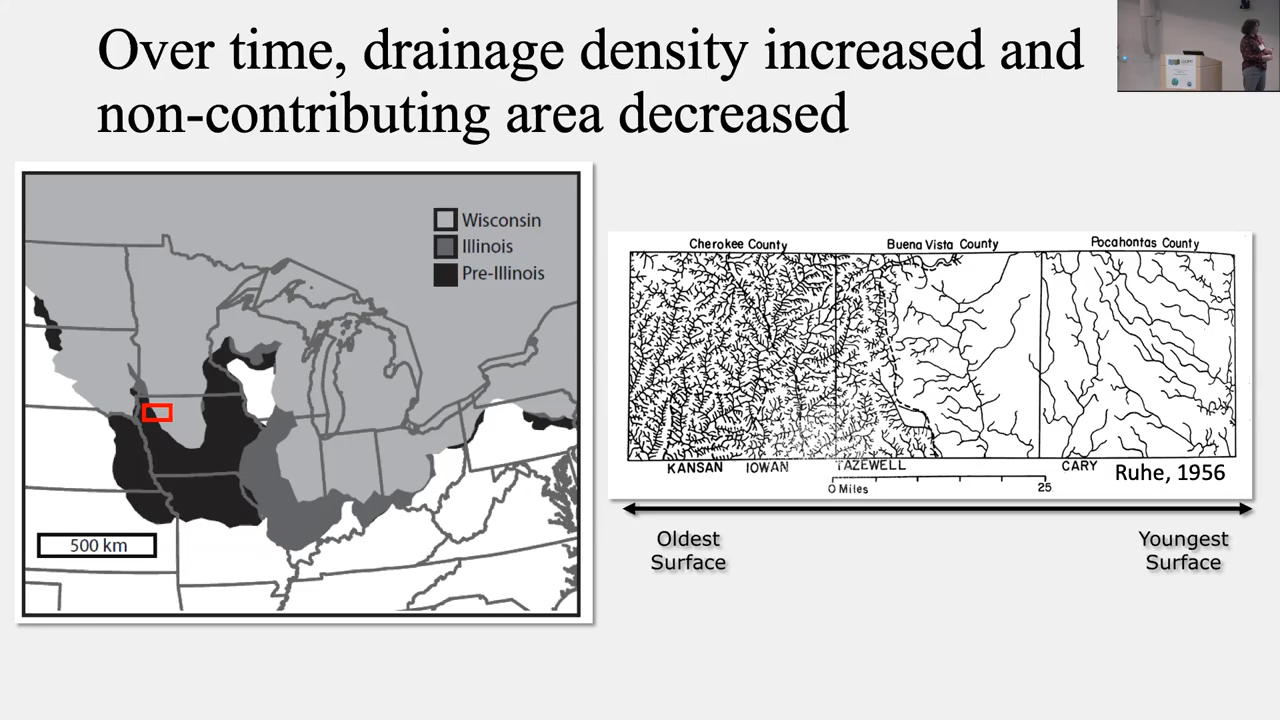 Over time, drainage density increased and
non-contributing area decreased
Wisconsin
Illinois
Pre-Illinois
500 km
Cherokee County
Buena Vista County
Pocahontas County
KANSAN
IOWAN
TAZEWELL
CARY
Ruhe, 1956
0 Miles
25
Oldest
Surface
Youngest
Surface